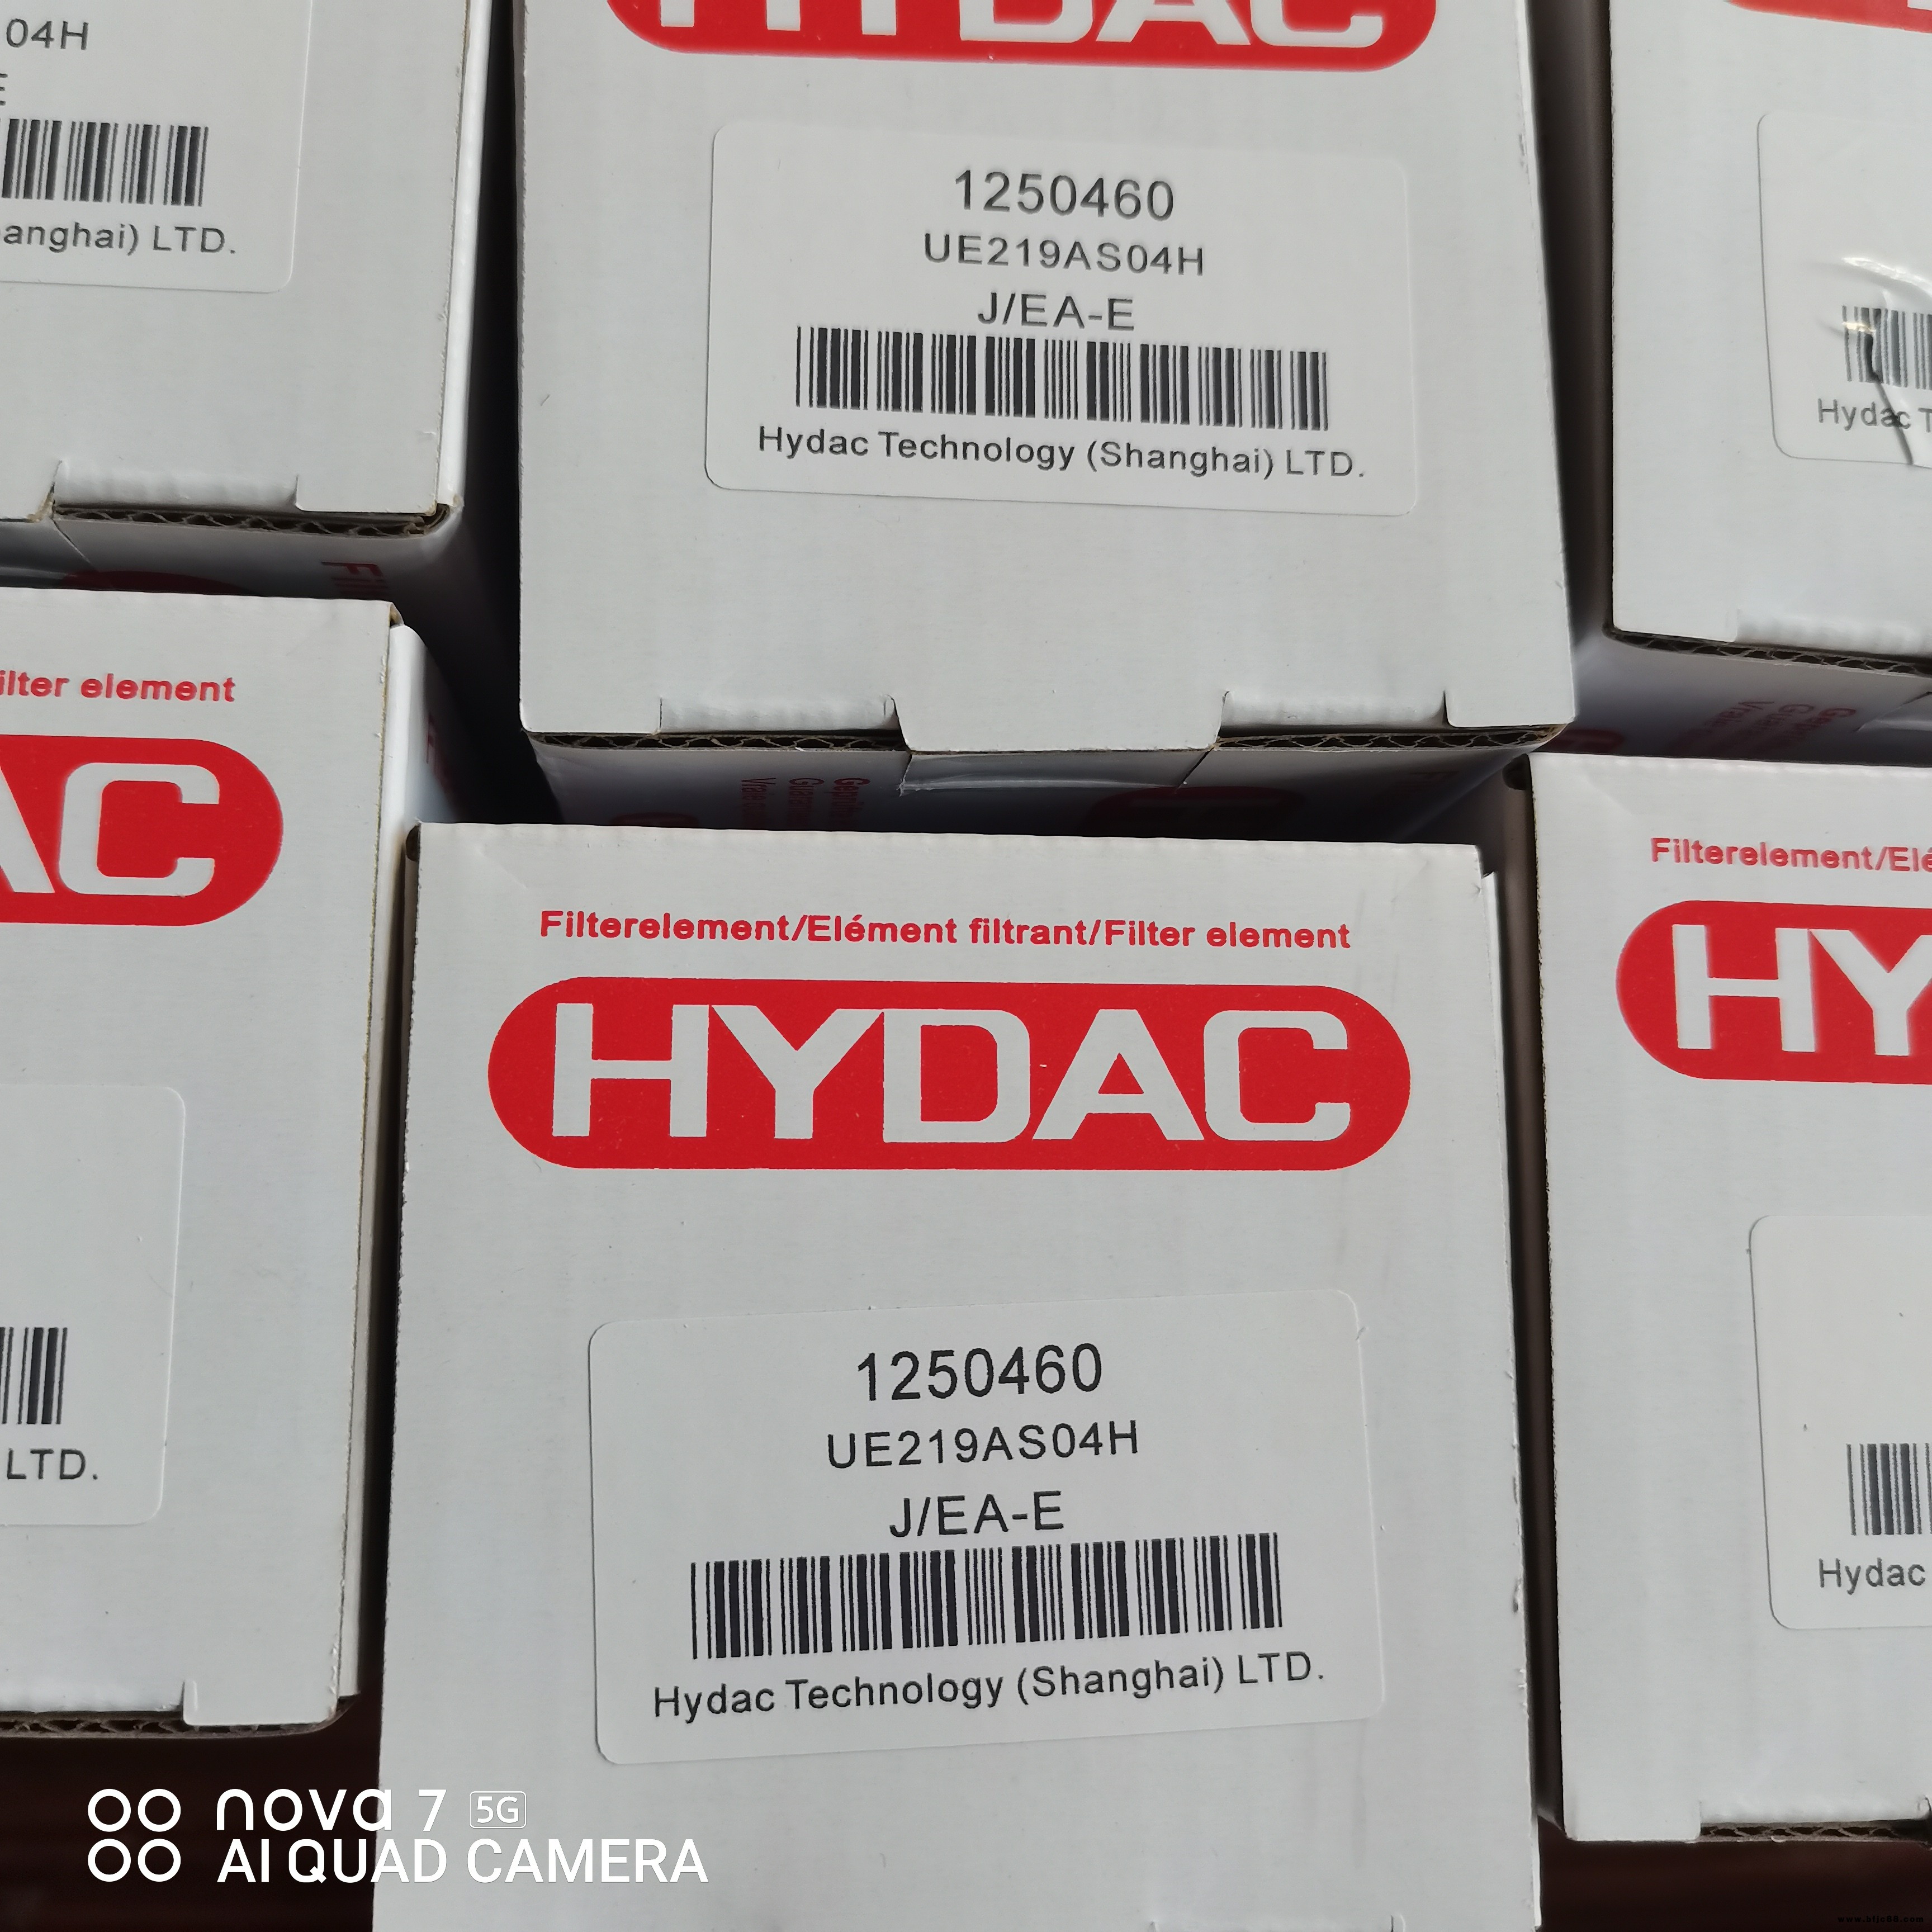 04H
E
anghai) LTD.
HYDAC
1250460
UE219AS04H
J/EA-E
Hydac Technology (Shanghai) LTD.
Hydac T
ilter element
AC
LTD.
Filterelement/Elément filtrant/Filter element
HYDAC
1250460
UE219AS04H
J/EA-E
Hydac Technology (Shanghai) LTD.
Filterelement/Elé
HY
Hydac
nova 7 5G
AI QUAD CAMERA